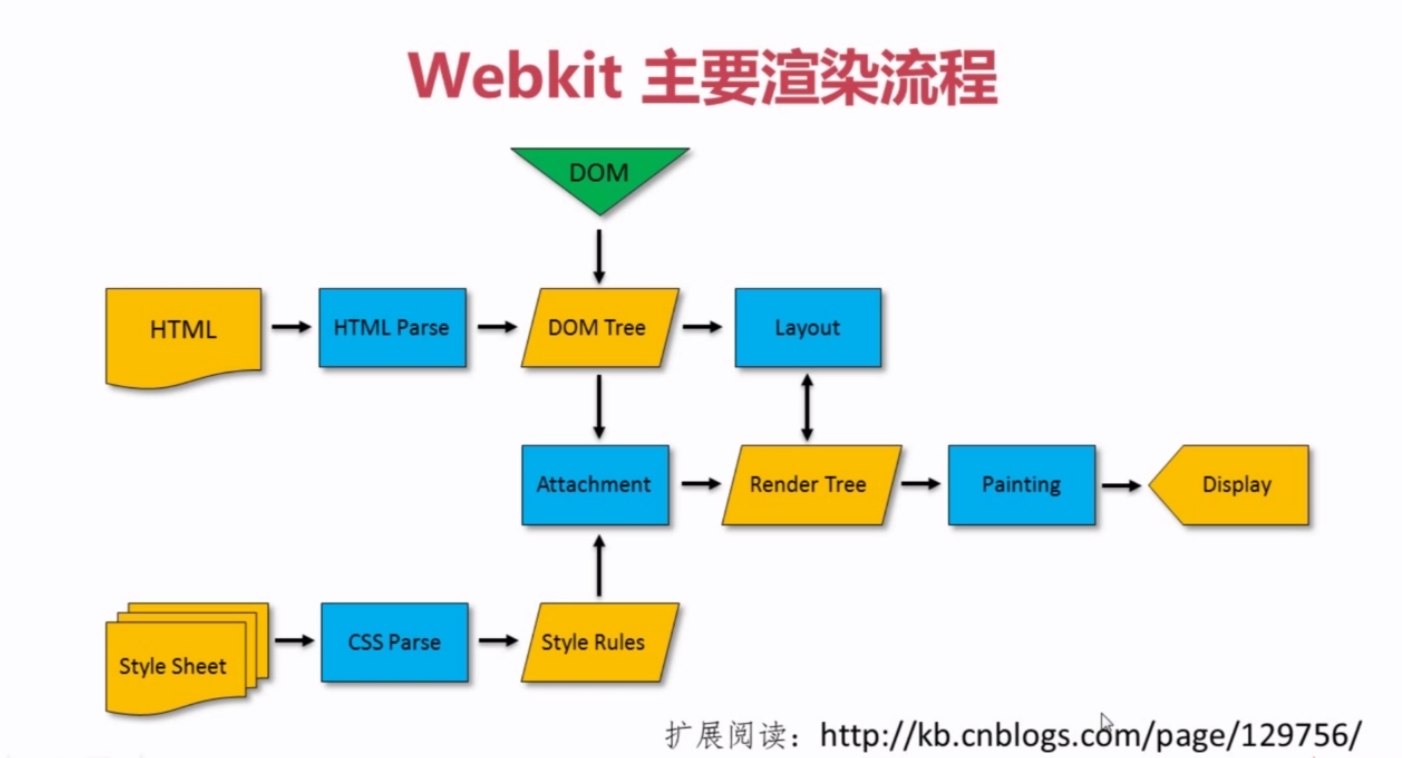 Webkit 主要渲染流程
DOM
HTML
HTML Parse
DOM Tree
Layout
Attachment
Render Tree
Painting
Display
Style Sheet
CSS Parse
Style Rules
扩展阅读：http://kb.cnblogs.com/page/129756/